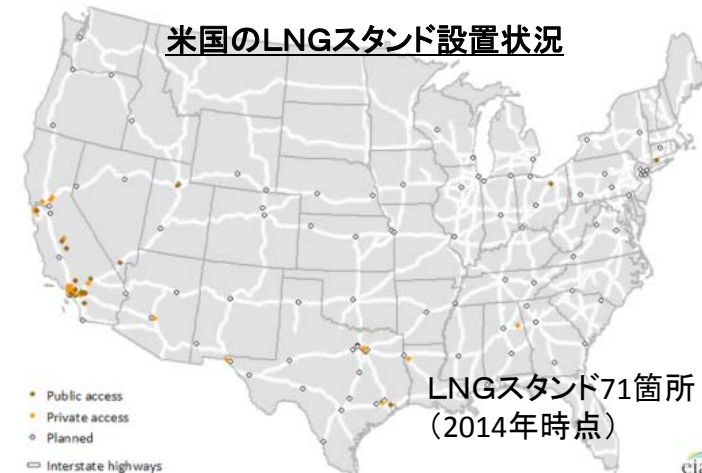 米国のLNGスタンド設置状況
LNGスタンド71箇所
（2014年時点）
Public access
Private access
Planned
Interstate highways
eia